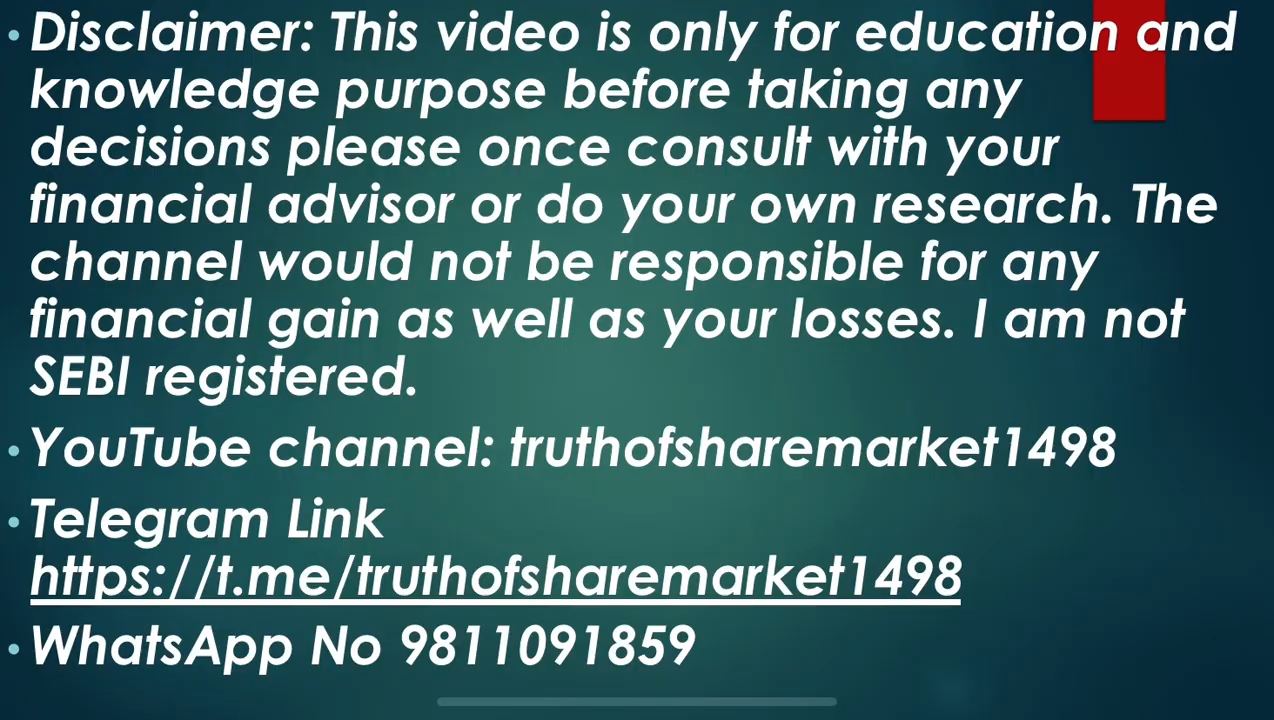 • Disclaimer: This video is only for education and
knowledge purpose before taking any
decisions please once consult with your
financial advisor or do your own research. The
channel would not be responsible for any
financial gain as well as your losses. I am not
SEBI registered.
• YouTube channel: truthofsharemarket1498
• Telegram Link
https://t.me/truthofsharemarket1498
• WhatsApp No 9811091859